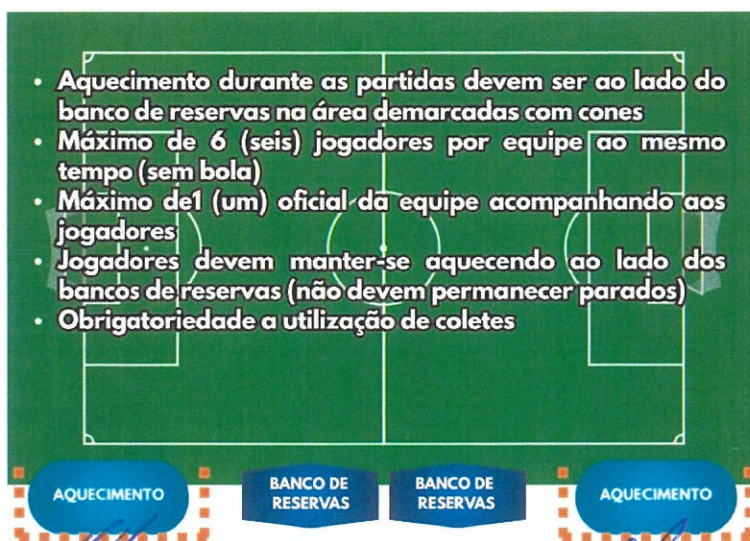 • Aquecimento durante as partidas devem ser ao lado do
banco de reservas na área demarcadas com cones
• Máximo de 6 (seis) jogadores por equipe ao mesmo
tempo (sem bola)
• Máximo de1 (um) oficial da equipe acompanhando aos
jogadores
• Jogadores devem manter-se aquecendo ao lado dos
bancos de reservas (não devem permanecer parados)
• Obrigatoriedade a utilização de coletes
AQUECIMENTO
BANCO DE
RESERVAS
BANCO DE
RESERVAS
AQUECIMENTO